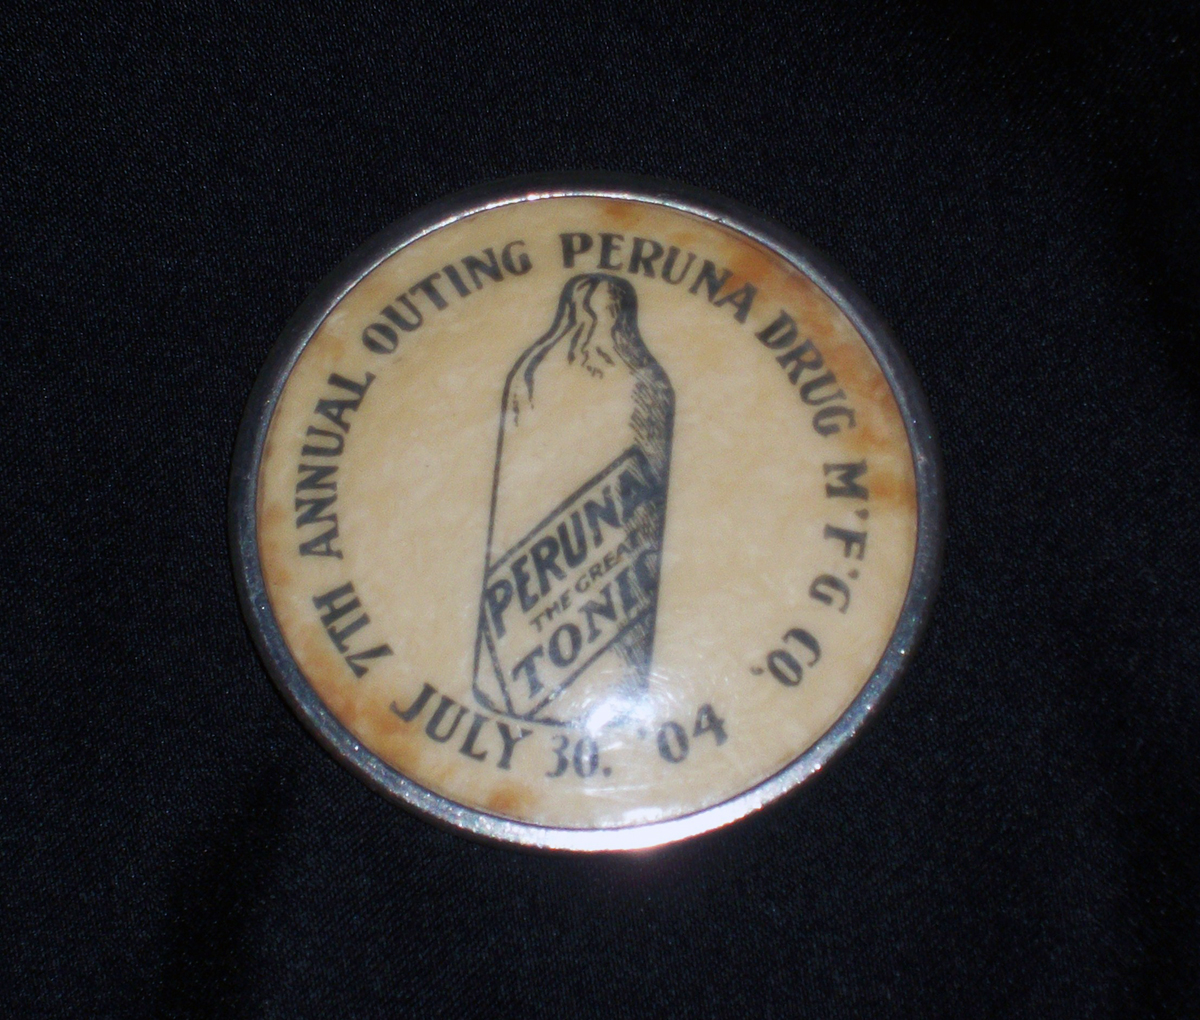 7TH ANNUAL OUTING PERUNA DRUG M'F'G CO.
PERUNA
THE GREAT
TONIC
JULY 30. '04